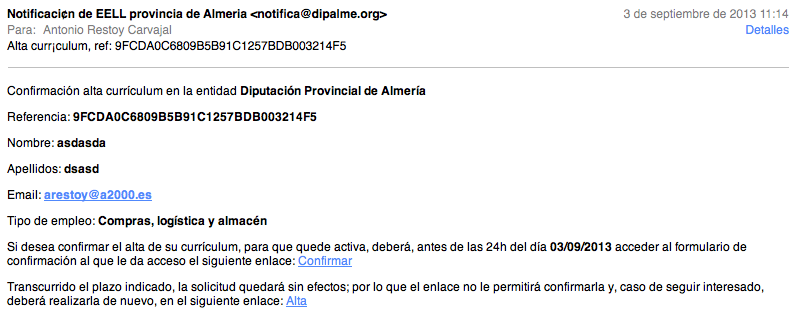 Notificaci¢n de EELL provincia de Almeria <notifica@dipalme.org>
3 de septiembre de 2013 11:14
Para: Antonio Restoy Carvajal
Detalles
Alta curr¡culum, ref: 9FCDA0C6809B5B91C1257BDB003214F5
Confirmación alta currículum en la entidad Diputación Provincial de Almería
Referencia: 9FCDA0C6809B5B91C1257BDB003214F5
Nombre: asdasda
Apellidos: dsasd
Email: arestoy@a2000.es
Tipo de empleo: Compras, logística y almacén
Si desea confirmar el alta de su currículum, para que quede activa, deberá, antes de las 24h del día 03/09/2013 acceder al formulario de
confirmación al que le da acceso el siguiente enlace: Confirmar
Transcurrido el plazo indicado, la solicitud quedará sin efectos; por lo que el enlace no le permitirá confirmarla y, caso de seguir interesado,
deberá realizarla de nuevo, en el siguiente enlace: Alta